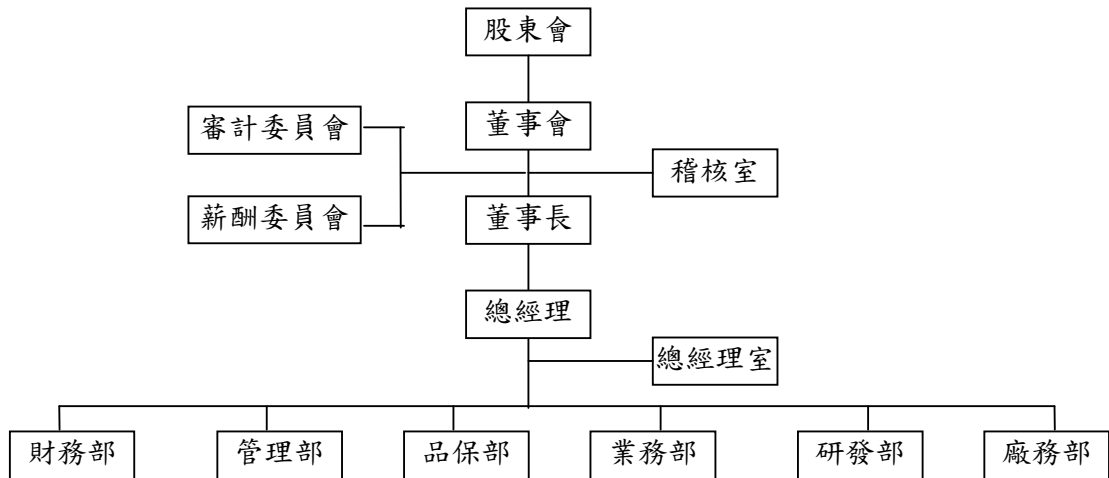 股東會
審計委員會
董事會
稽核室
薪酬委員會
董事長
總經理
總經理室
財務部
管理部
品保部
業務部
研發部
廠務部